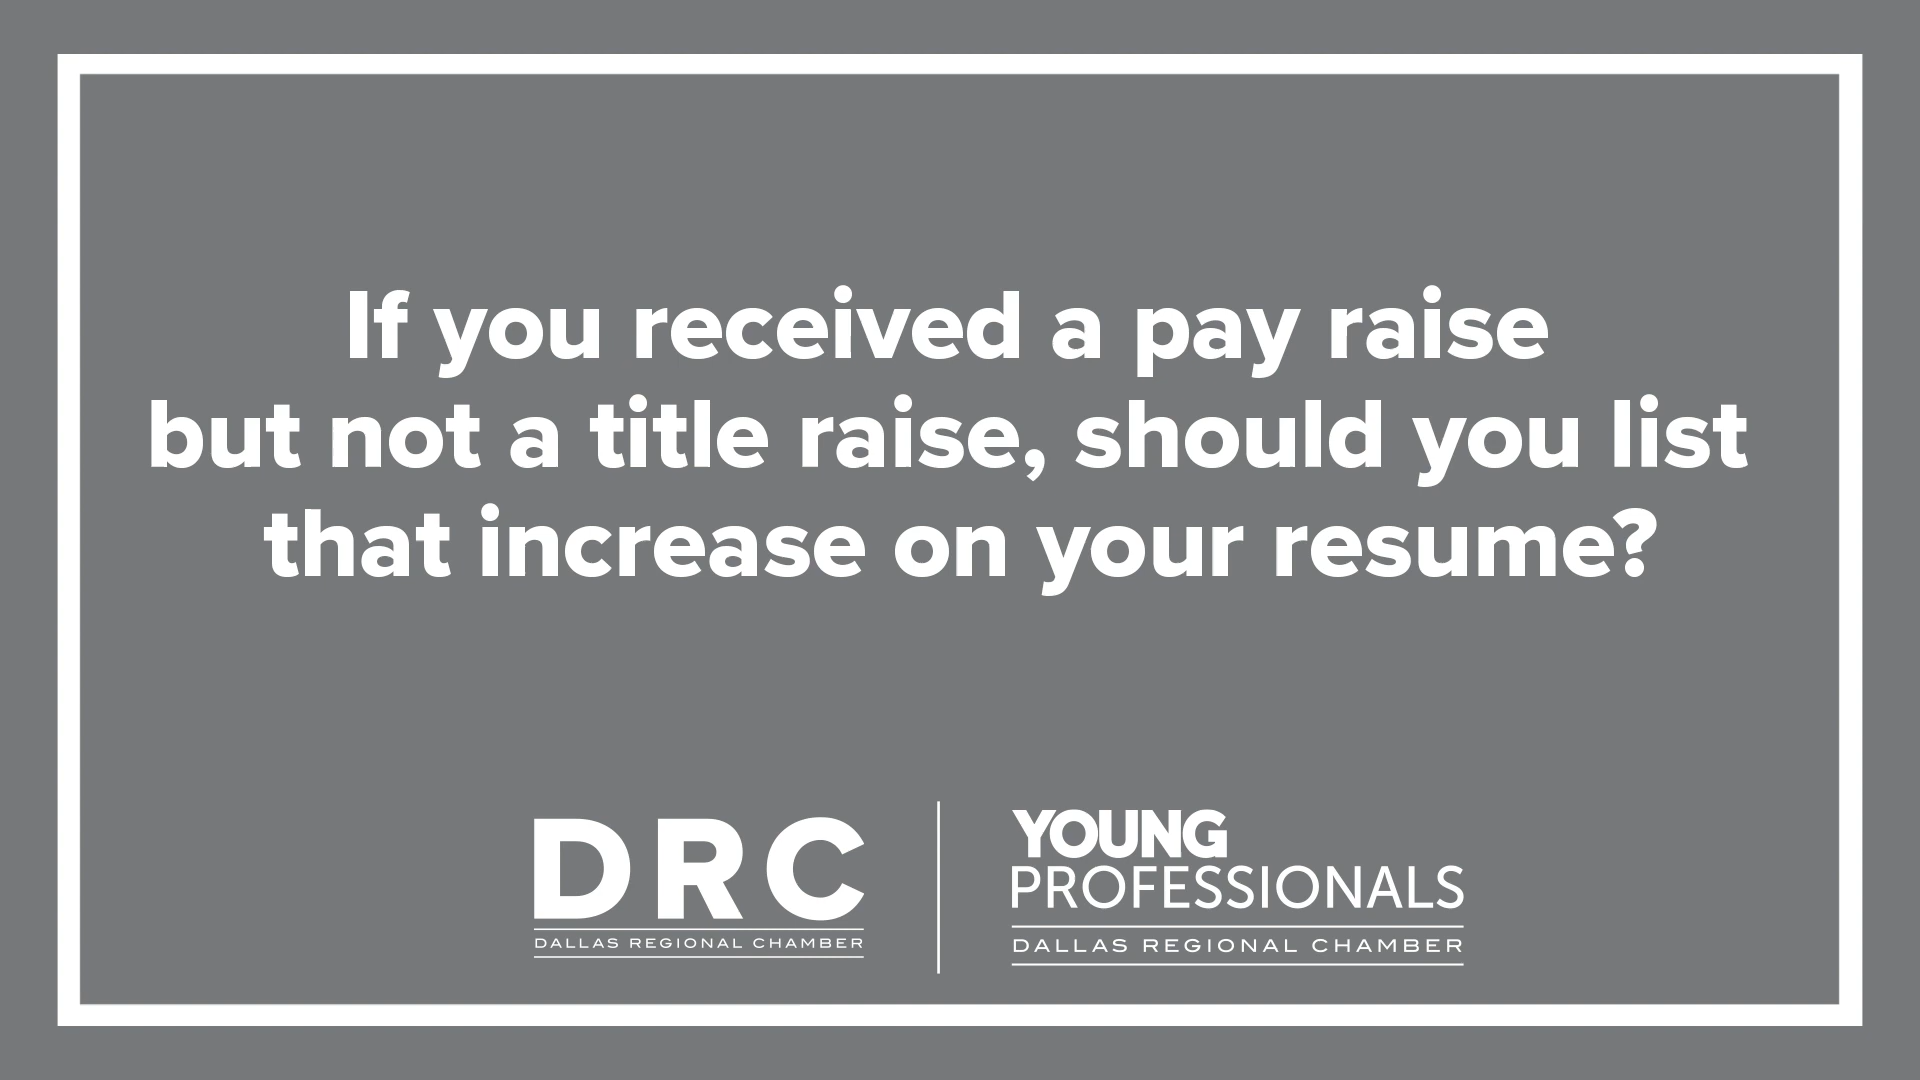 If you received a pay raise
but not a title raise, should you list
that increase on your resume?
DRC
DALLAS REGIONAL CHAMBER
YOUNG
PROFESSIONALS
DALLAS REGIONAL CHAMBER